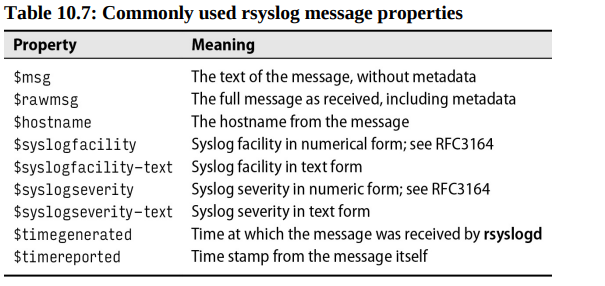 Table 10.7: Commonly used rsyslog message properties
Property Meaning
$msg The text of the message, without metadata
$rawmsg The full message as received, including metadata
$hostname The hostname from the message
$syslogfacility Syslog facility in numerical form; see RFC3164
$syslogfacility-text Syslog facility in text form
$syslogseverity Syslog severity in numeric form; see RFC3164
$syslogseverity-text Syslog severity in text form
$timegenerated Time at which the message was received by rsyslogd
$timereported Time stamp from the message itself